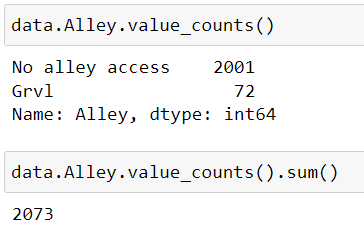 data.Alley.value_counts()
No alley access    2001
Grvl                 72
Name: Alley, dtype: int64
data.Alley.value_counts().sum()
2073